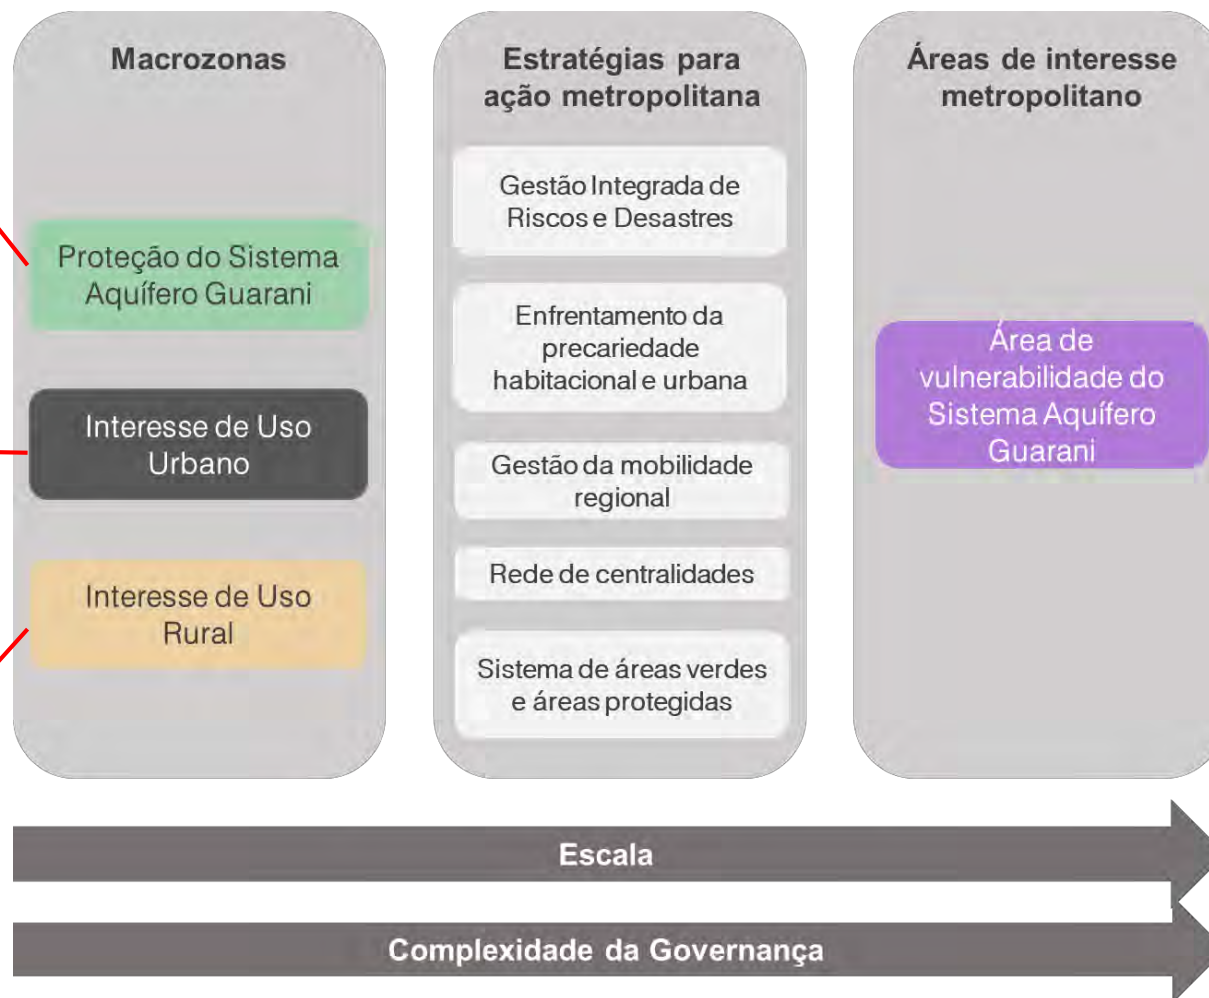 Macrozonas
Proteção do Sistema
Aquífero Guarani
Interesse de Uso
Urbano
Interesse de Uso
Rural
Estratégias para
ação metropolitana
Gestão Integrada de
Riscos e Desastres
Enfrentamento da
precariedade
habitacional e urbana
Gestão da mobilidade
regional
Rede de centralidades
Sistema de áreas verdes
e áreas protegidas
Áreas de interesse
metropolitano
Área de
vulnerabilidade do
Sistema Aquífero
Guarani
Escala
Complexidade da Governança